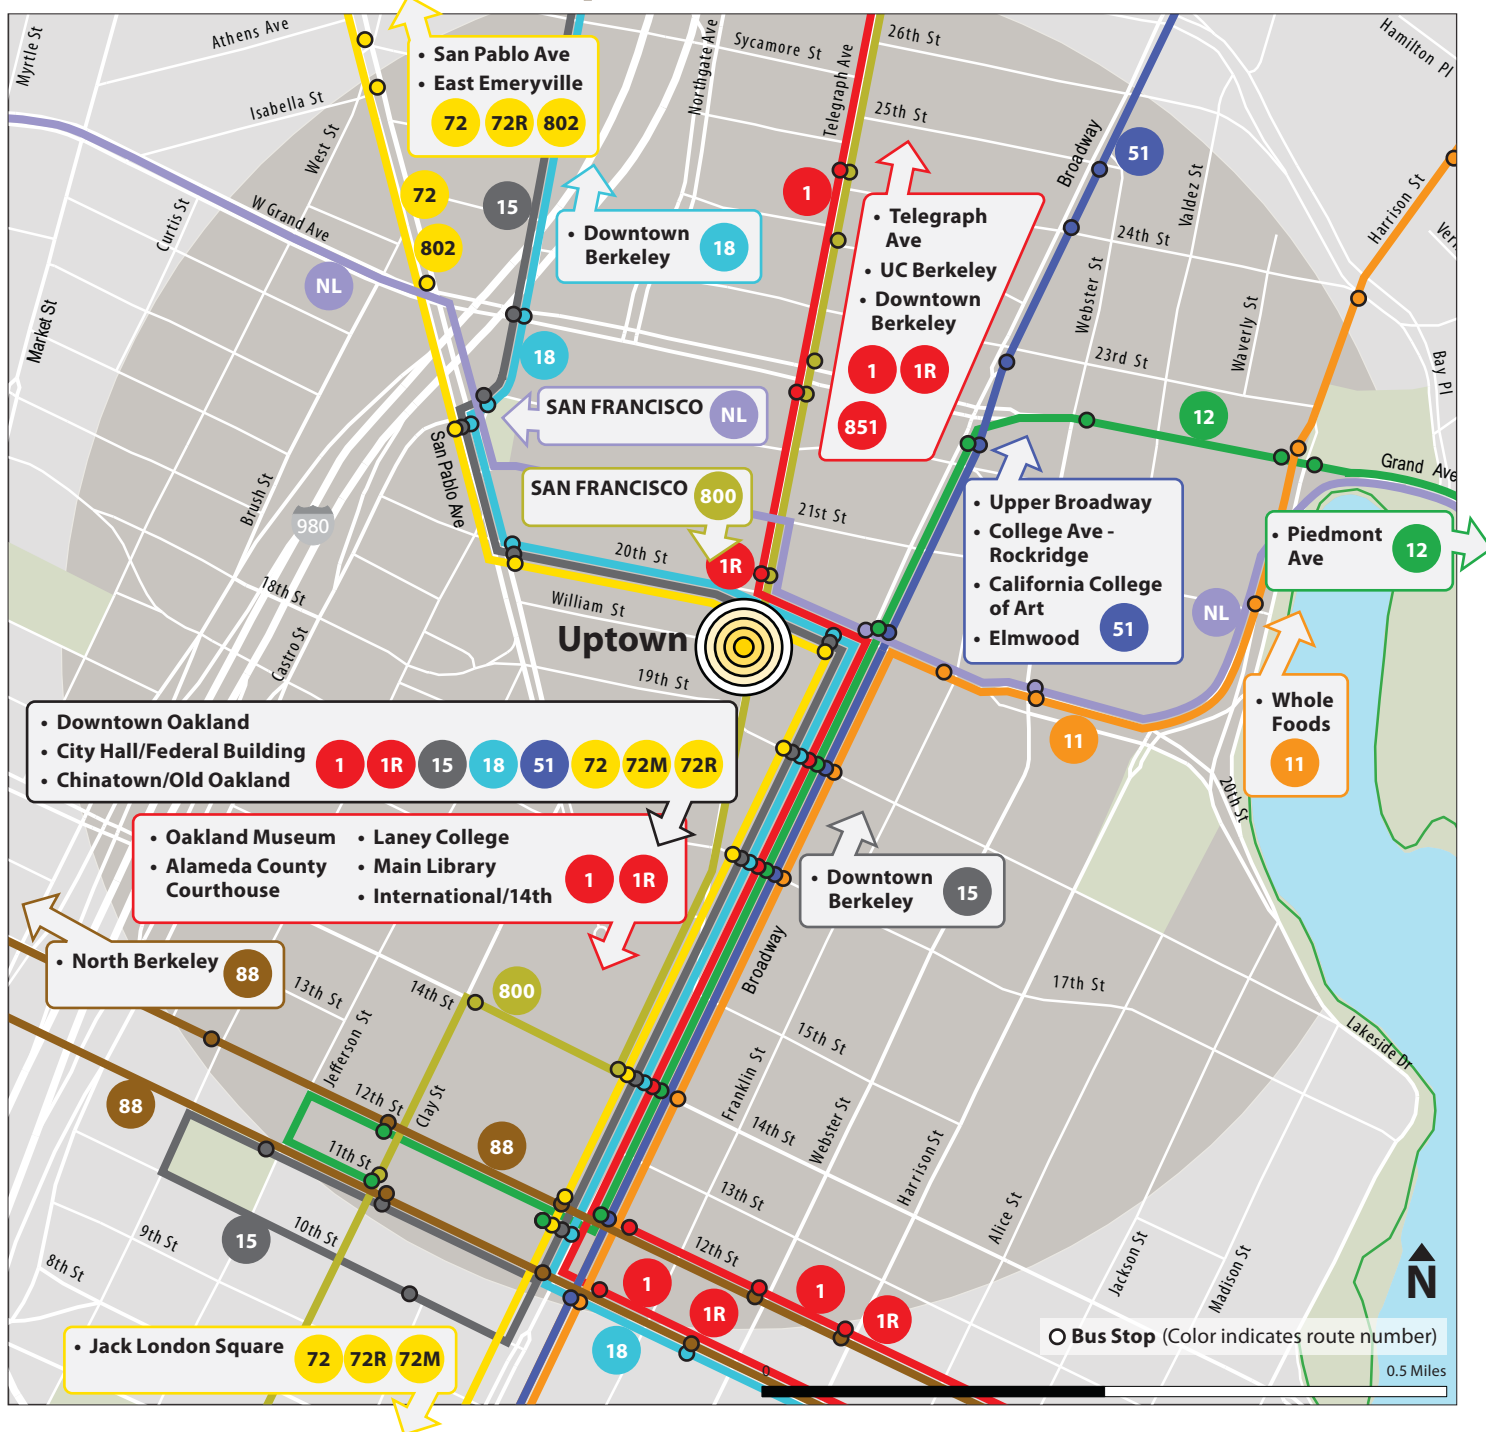 Myrtle St
Athens Ave
Isabella St
West St
• San Pablo Ave
• East Emeryville
72 72R 802
Northgate Ave
Sycamore St
Telegraph Ave
26th St
25th St
Hamilton Pl
Broadway
51
Valdez St
Harrison St
Curtis St
W Grand Ave
72
802
15
1
• Downtown
Berkeley
18
• Telegraph
Ave
• UC Berkeley
• Downtown
Berkeley
1 1R
851
24th St
Webster St
Waverly St
NL
Market St
18
23rd St
Bay Pl
SAN FRANCISCO NL
12
Grand Ave
San Pablo Ave
Brush St
980
SAN FRANCISCO 800
21st St
• Upper Broadway
• College Ave -
Rockridge
• California College
of Art
• Elmwood
51
• Piedmont
Ave
12
20th St
1R
18th St
William St
NL
Castro St
Uptown
19th St
• Whole
Foods
11
11
• Downtown Oakland
• City Hall/Federal Building
• Chinatown/Old Oakland
1 1R 15 18 51 72 72M 72R
20th St
• Oakland Museum
• Alameda County
Courthouse
• Laney College
• Main Library
• International/14th
1 1R
• Downtown
Berkeley
15
• North Berkeley 88
13th St
14th St
800
Broadway
17th St
15th St
Lakeside Dr
Jefferson St
12th St
Clay St
88
88
11th St
Franklin St
14th St
Webster St
Harrison St
13th St
Alice St
15
10th St
9th St
8th St
12th St
Jackson St
Madison St
N
1
1R
1
1R
18
• Jack London Square 72 72R 72M
Bus Stop (Color indicates route number)
0
0.5 Miles